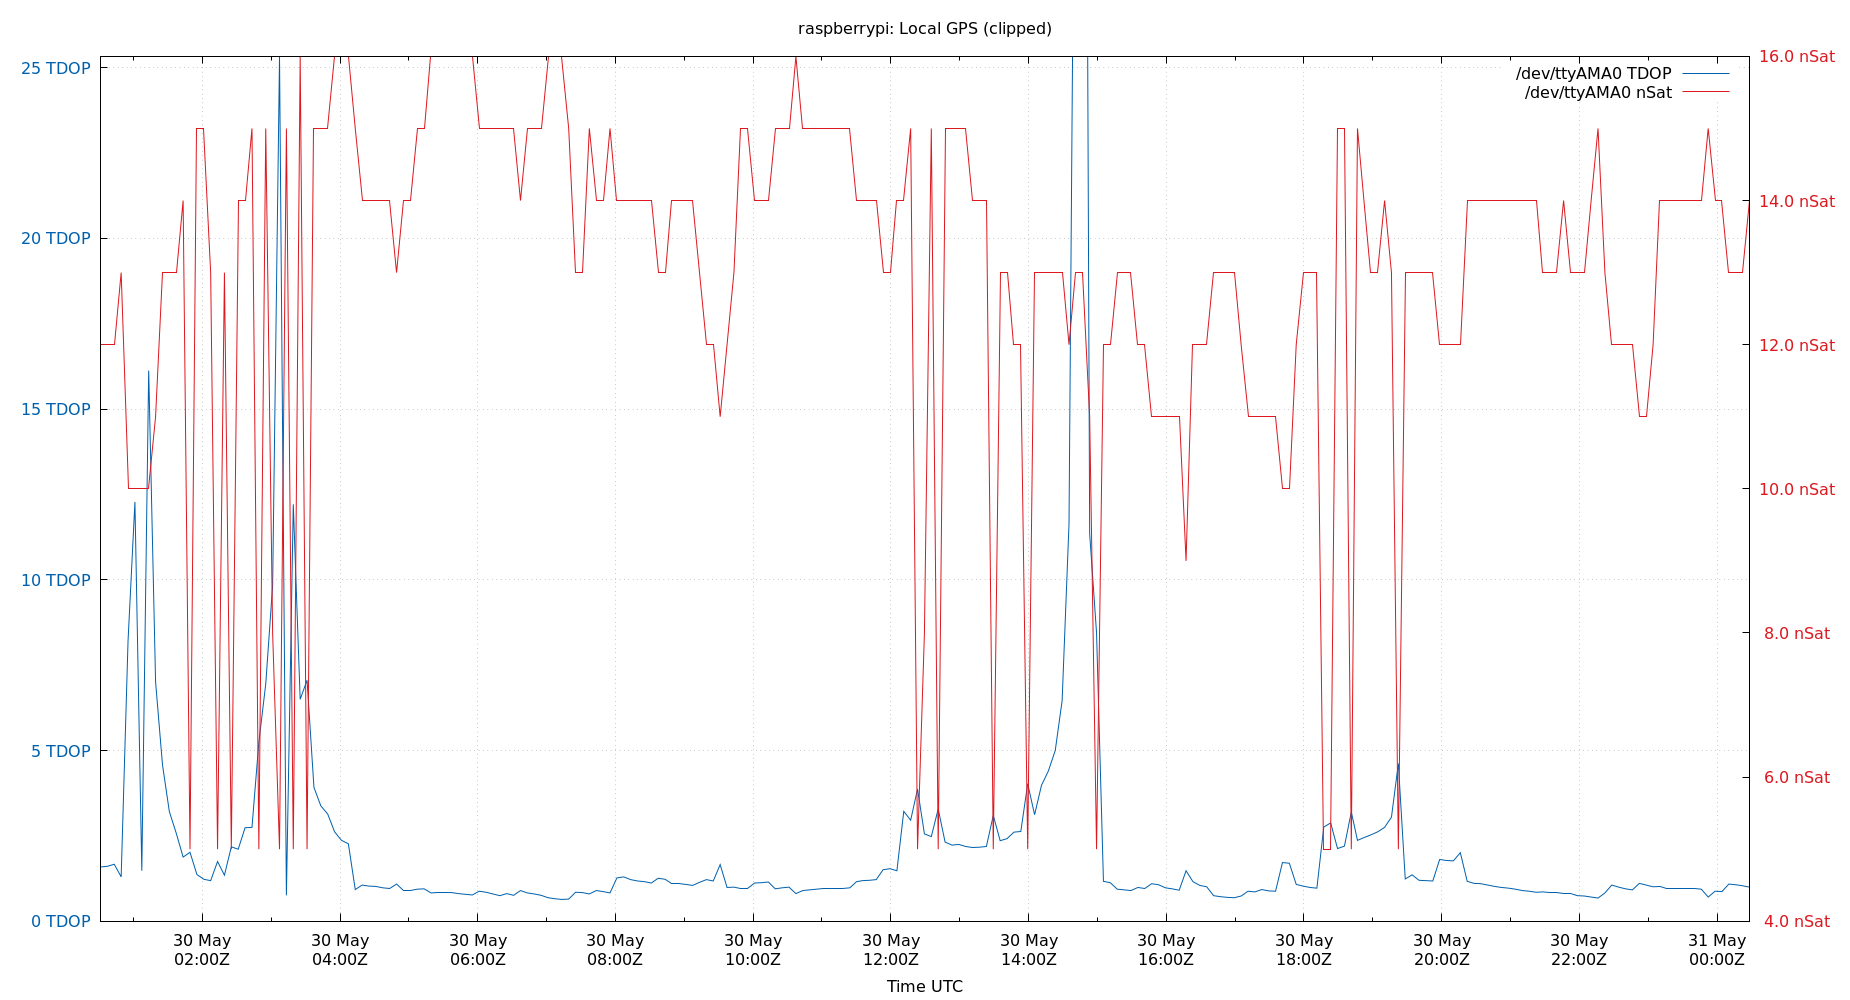 raspberrypi: Local GPS (clipped)
/dev/ttyAMA0 TDOP
/dev/ttyAMA0 nSat
25 TDOP
20 TDOP
15 TDOP
10 TDOP
5 TDOP
0 TDOP
16.0 nSat
14.0 nSat
12.0 nSat
10.0 nSat
8.0 nSat
6.0 nSat
4.0 nSat
30 May
02:00Z
30 May
04:00Z
30 May
06:00Z
30 May
08:00Z
30 May
10:00Z
30 May
12:00Z
30 May
14:00Z
30 May
16:00Z
30 May
18:00Z
30 May
20:00Z
30 May
22:00Z
31 May
00:00Z
Time UTC